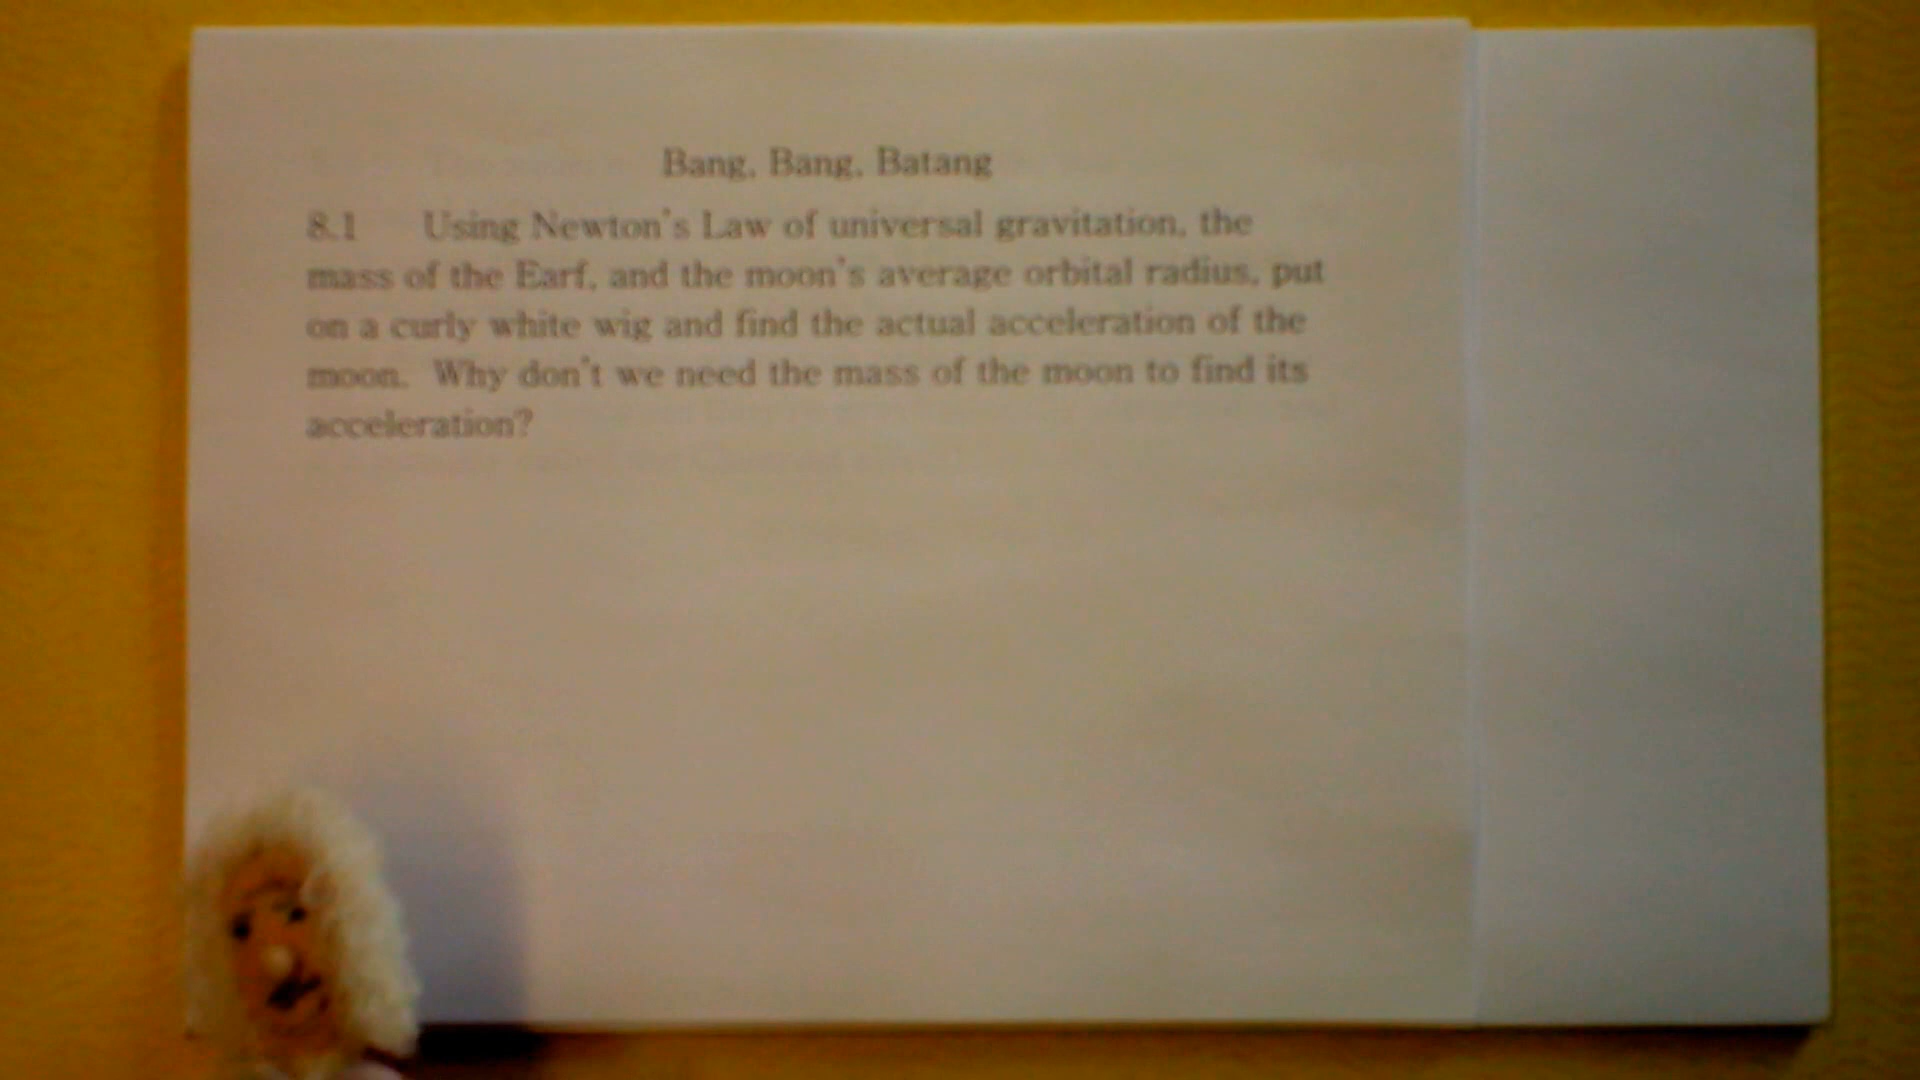 Bang, Bang, Batang
8.1 Using Newton's Law of universal gravitation, the
mass of the Earf, and the moon's average orbital radius, put
on a curly white wig and find the actual acceleration of the
moon. Why don't we need the mass of the moon to find its
acceleration?